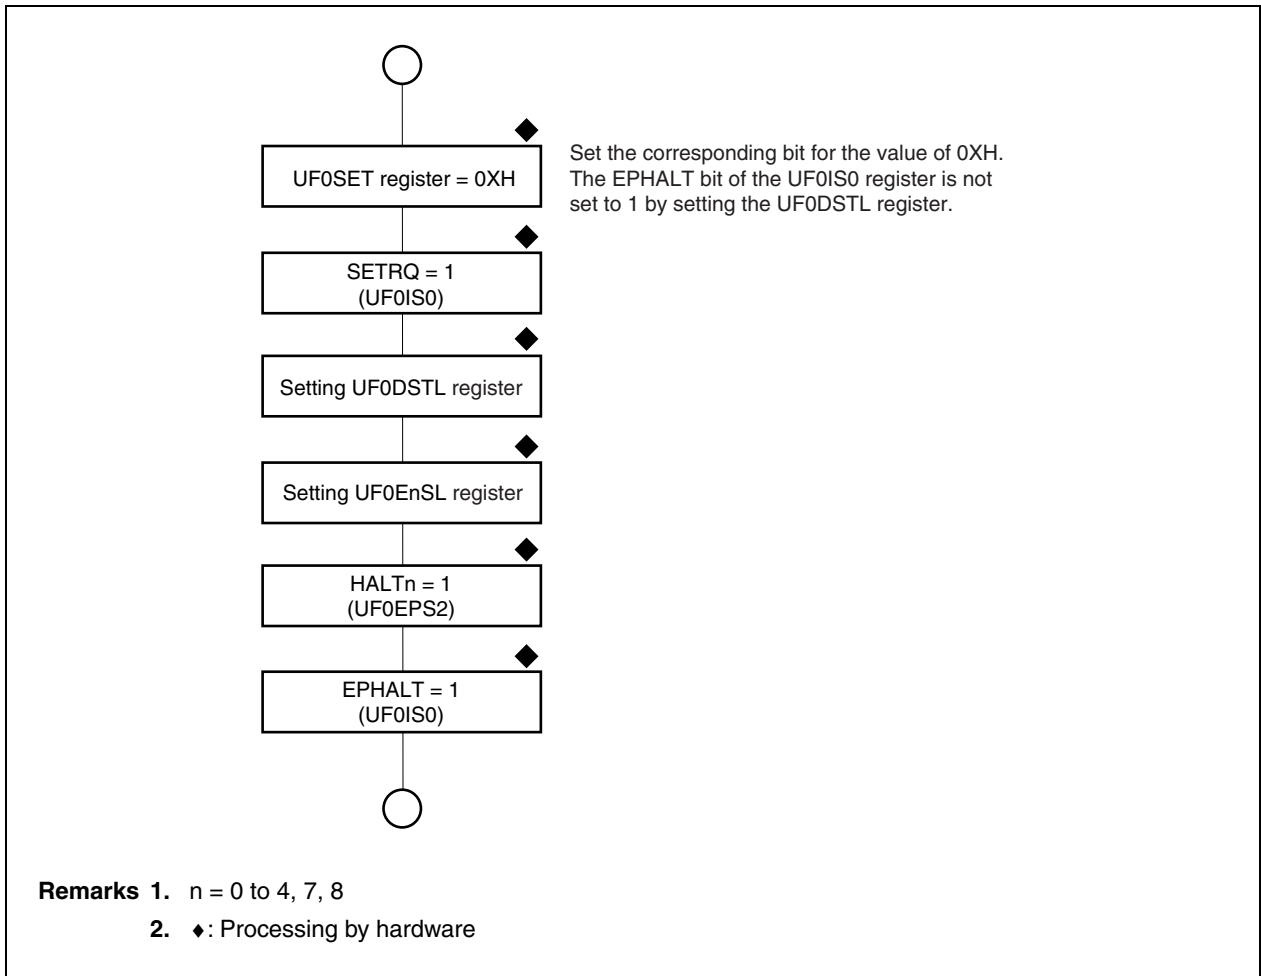 UF0SET register = 0XH
Set the corresponding bit for the value of 0XH.
The EPHALT bit of the UF0IS0 register is not
set to 1 by setting the UF0DSTL register.
SETRQ = 1
(UF0IS0)
Setting UF0DSTL register
Setting UF0EnSL register
HALTn = 1
(UF0EPS2)
EPHALT = 1
(UF0IS0)
Remarks 1. n = 0 to 4, 7, 8
2. ♦: Processing by hardware